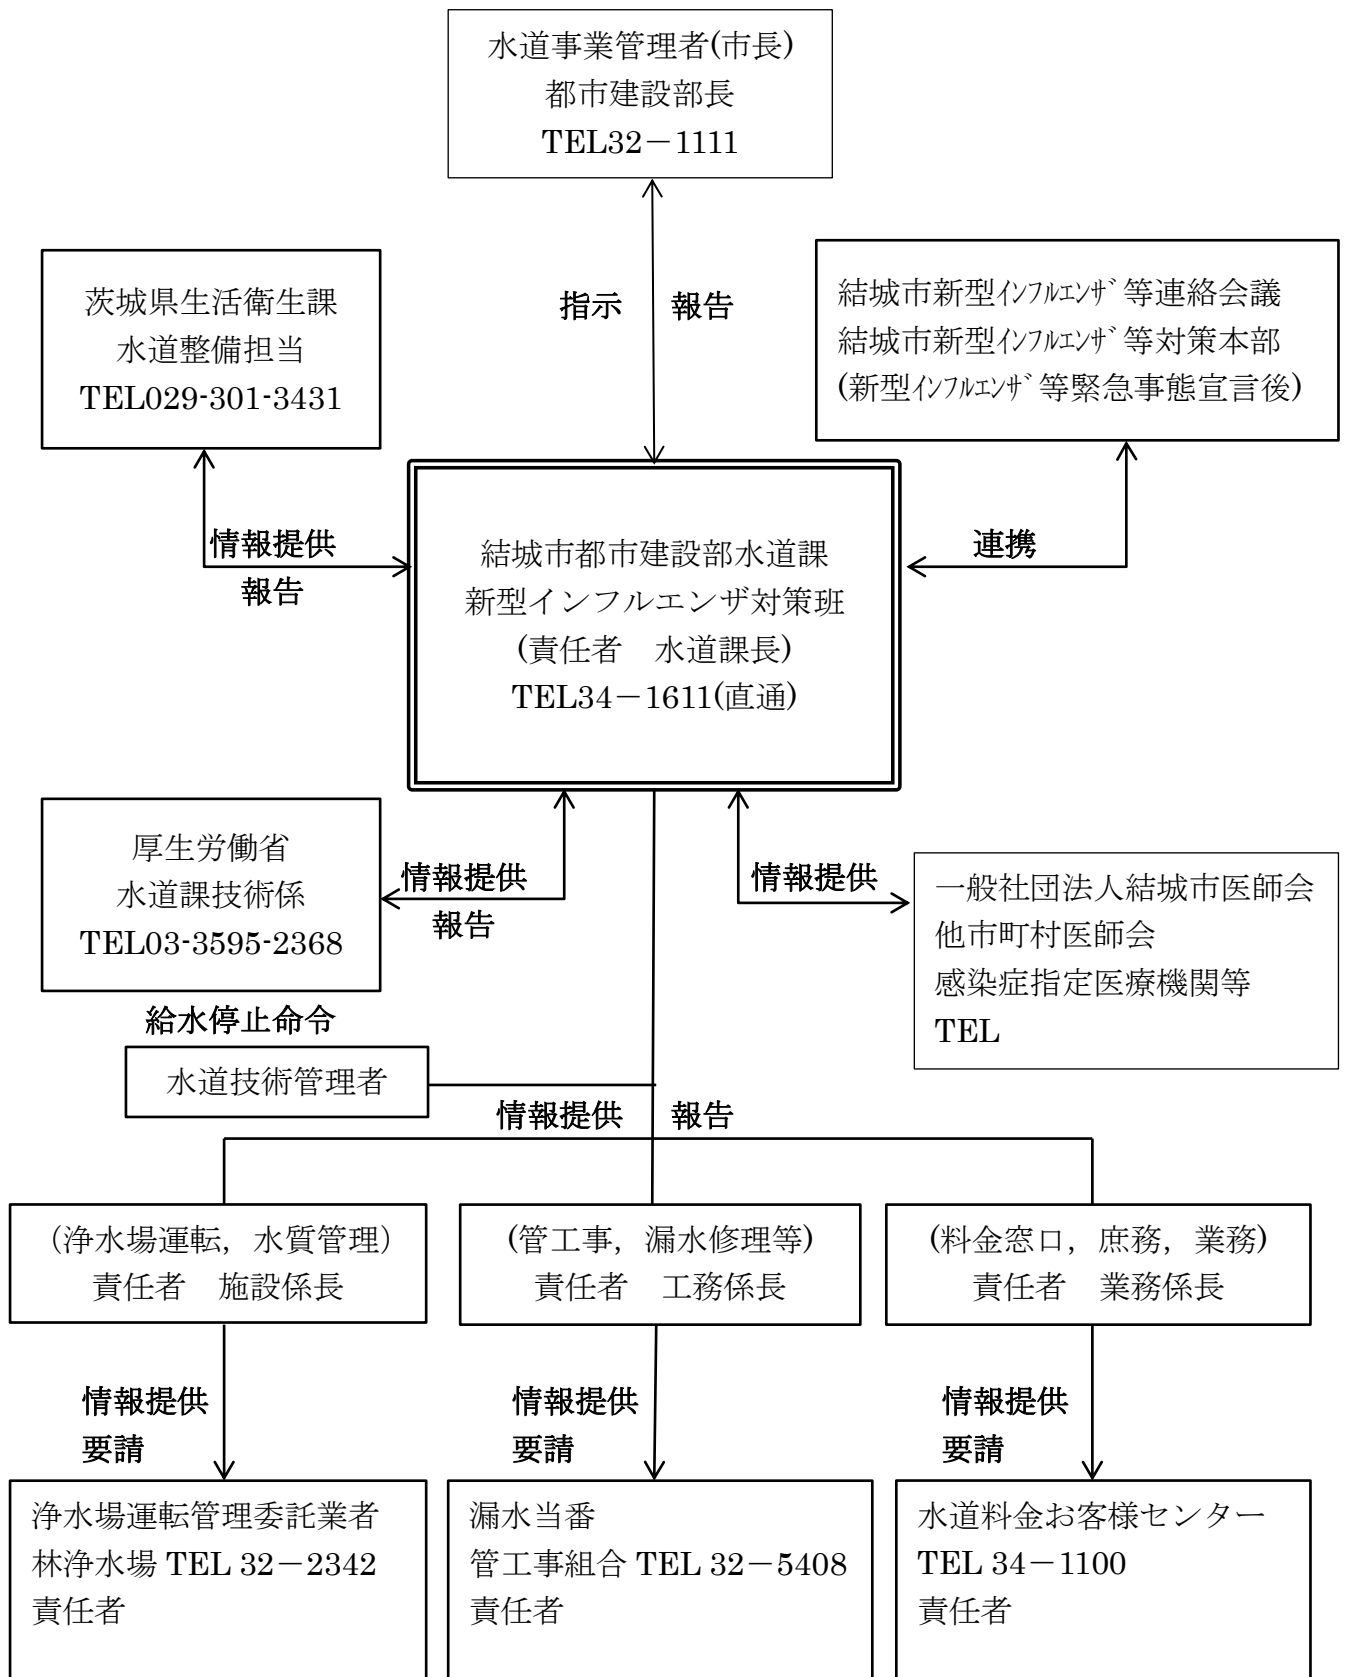 水道事業管理者(市長)
都市建設部長
TEL32－1111
指示
報告
茨城県生活衛生課
水道整備担当
TEL029-301-3431
結城市新型ｲﾝﾌﾙｴﾝｻﾞ等連絡会議
結城市新型ｲﾝﾌﾙｴﾝｻﾞ等対策本部
(新型ｲﾝﾌﾙｴﾝｻﾞ等緊急事態宣言後)
情報提供
報告
連携
結城市都市建設部水道課
新型インフルエンザ対策班
(責任者　水道課長)
TEL34－1611(直通)
厚生労働省
水道課技術係
TEL03-3595-2368
情報提供
報告
情報提供
一般社団法人結城市医師会
他市町村医師会
感染症指定医療機関等
TEL
給水停止命令
水道技術管理者
情報提供
報告
(浄水場運転，水質管理)
責任者　施設係長
(管工事，漏水修理等)
責任者　工務係長
(料金窓口，庶務，業務)
責任者　業務係長
情報提供
要請
情報提供
要請
情報提供
要請
浄水場運転管理委託業者
林浄水場 TEL 32－2342
責任者
漏水当番
管工事組合 TEL 32－5408
責任者
水道料金お客様センター
TEL 34－1100
責任者